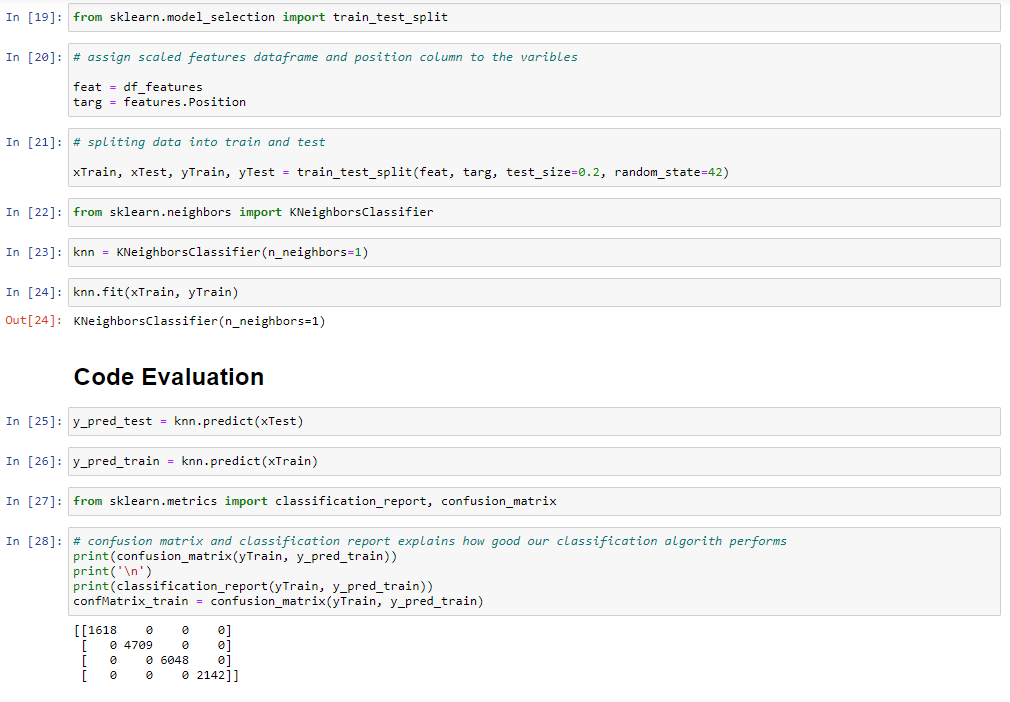 In [19]: from sklearn.model_selection import train_test_split
In [20]: # assign scaled features dataframe and position column to the varibles
feat = df_features
targ = features.Position
In [21]: # spliting data into train and test
xTrain, xTest, yTrain, yTest = train_test_split(feat, targ, test_size=0.2, random_state=42)
In [22]: from sklearn.neighbors import KNeighborsClassifier
In [23]: knn = KNeighborsClassifier(n_neighbors=1)
In [24]: knn.fit(xTrain, yTrain)
Out[24]: KNeighborsClassifier(n_neighbors=1)
Code Evaluation
In [25]: y_pred_test = knn.predict(xTest)
In [26]: y_pred_train = knn.predict(xTrain)
In [27]: from sklearn.metrics import classification_report, confusion_matrix
In [28]: # confusion matrix and classification report explains how good our classification algorith performs
print(confusion_matrix(yTrain, y_pred_train))
print('\n')
print(classification_report(yTrain, y_pred_train))
confMatrix_train = confusion_matrix(yTrain, y_pred_train)
[[1618    0    0    0]
[   0 4709    0    0]
[   0    0 6048    0]
[   0    0    0 2142]]